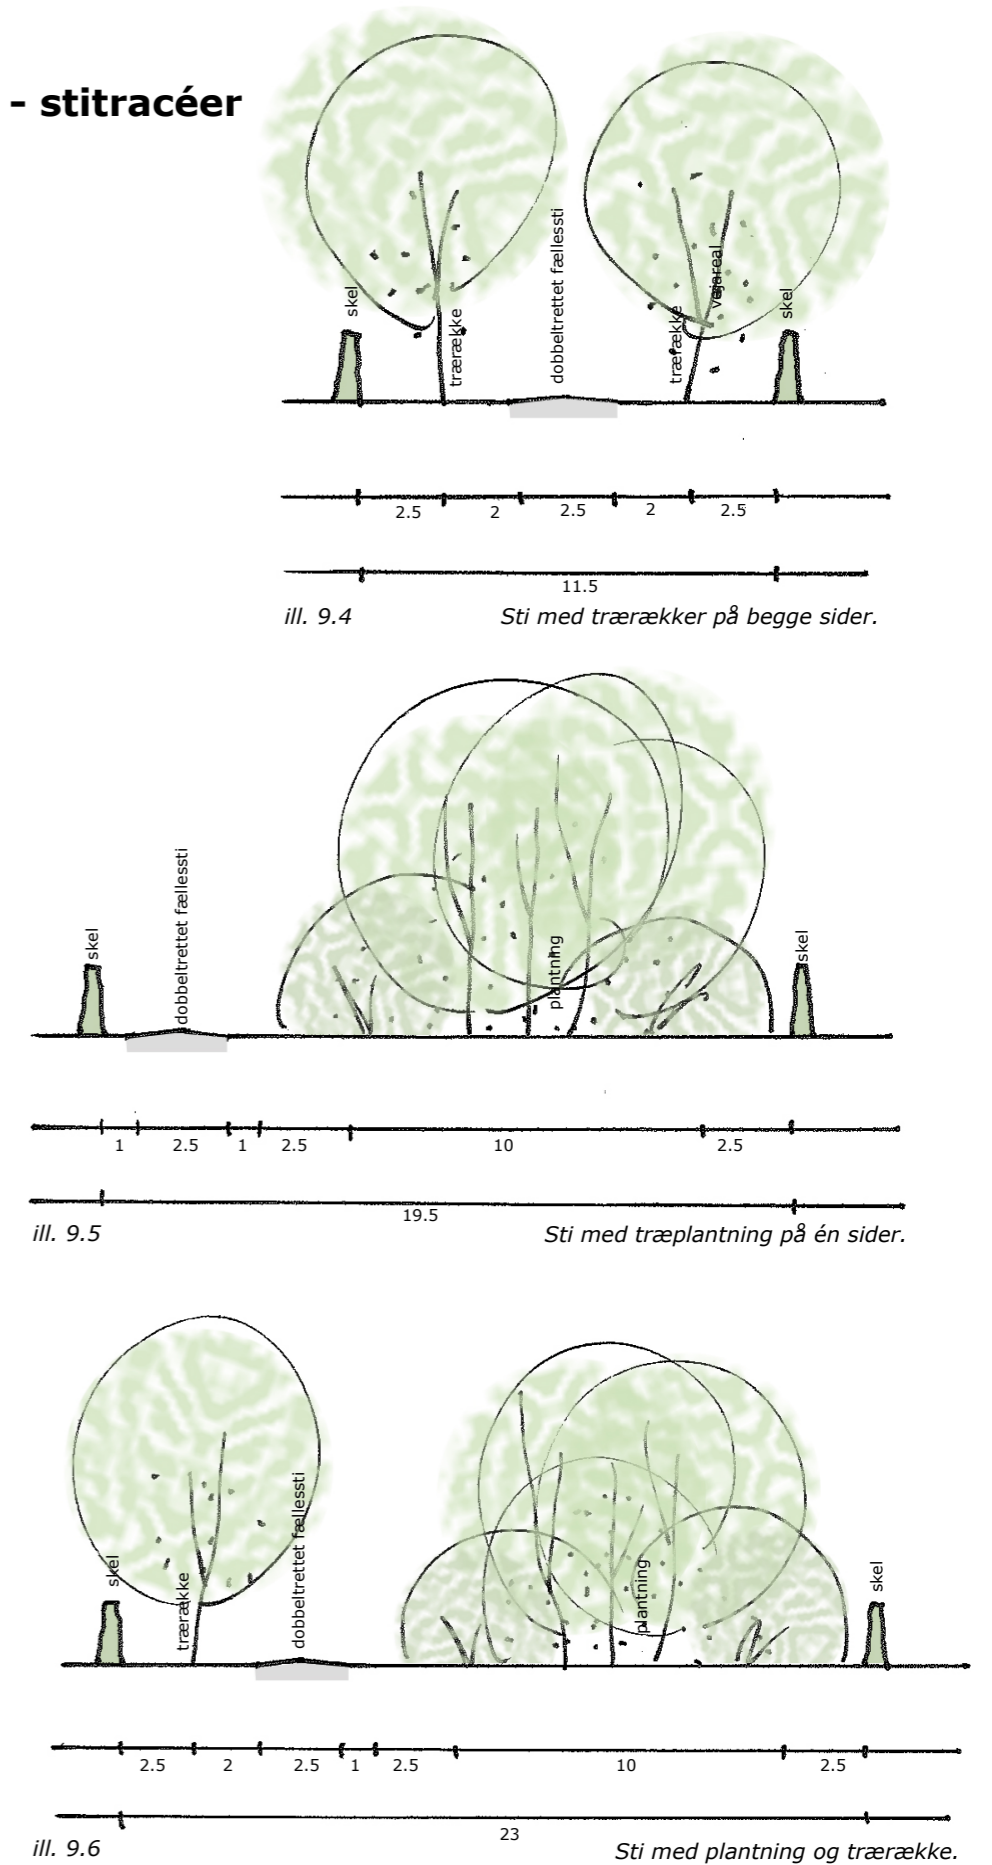 - stitracéer
skel
trærække
dobbeltrettet fællessti
trærække
vejareal
skel
2.5 2 2.5 2 2.5
11.5
ill. 9.4 Sti med trærækker på begge sider.
skel
dobbeltrettet fællessti
plantning
skel
1 2.5 1 2.5 10 2.5
19.5
ill. 9.5 Sti med træplantning på én sider.
skel
trærække
dobbeltrettet fællessti
plantning
skel
2.5 2 2.5 1 2.5 10 2.5
23
ill. 9.6 Sti med plantning og trærække.